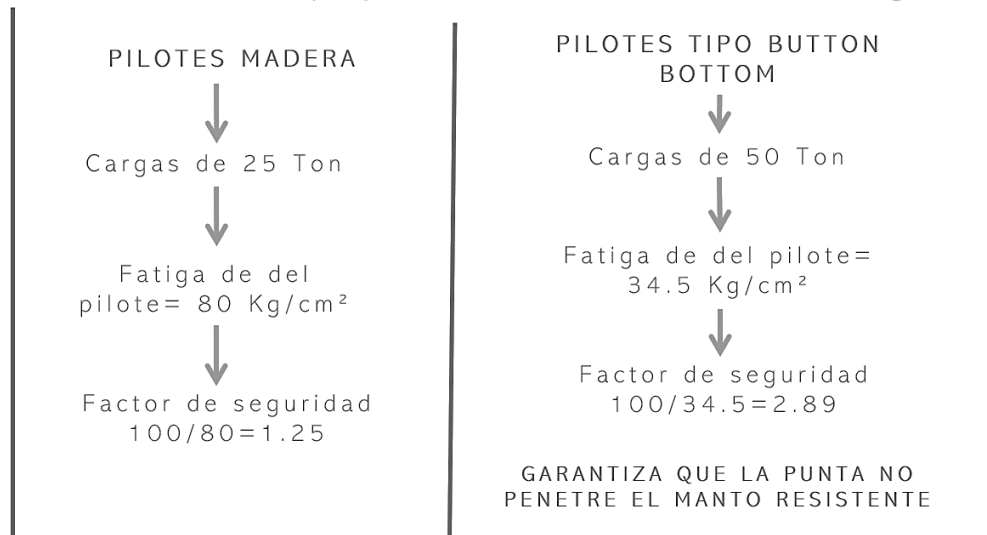 PILOTES MADERA
Cargas de 25 Ton
Fatiga de del
pilote= 80 Kg/cm²
Factor de seguridad
100/80=1.25
PILOTES TIPO BUTTON
BOTTOM
Cargas de 50 Ton
Fatiga de del pilote=
34.5 Kg/cm²
Factor de seguridad
100/34.5=2.89
GARANTIZA QUE LA PUNTA NO
PENETRE EL MANTO RESISTENTE